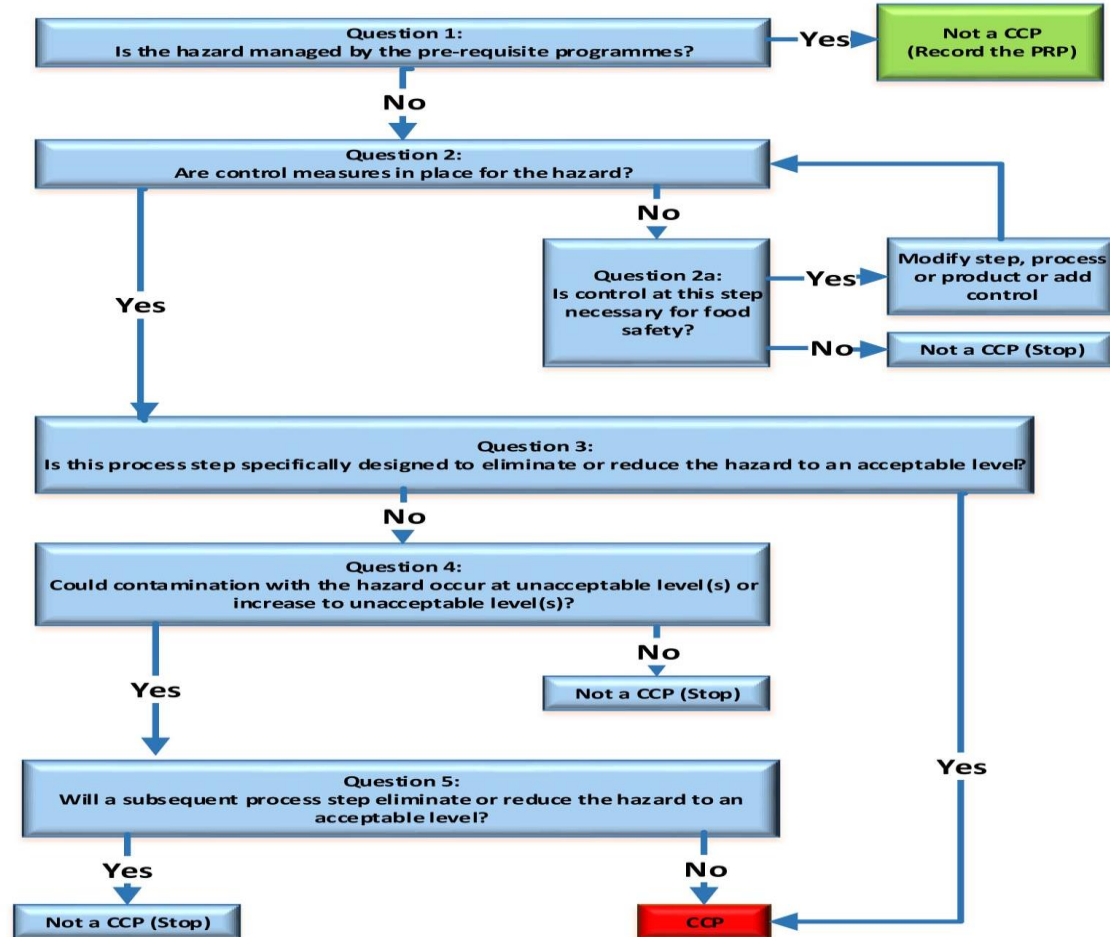 Question 1:
Is the hazard managed by the pre-requisite programmes?
Yes
Not a CCP
(Record the PRP)
No
Question 2:
Are control measures in place for the hazard?
No
Yes
Question 2a:
Is control at this step
necessary for food
safety?
Yes
Modify step, process
or product or add
control
No
Not a CCP (Stop)
Question 3:
Is this process step specifically designed to eliminate or reduce the hazard to an acceptable level?
No
Question 4:
Could contamination with the hazard occur at unacceptable level(s) or
increase to unacceptable level(s)?
No
Not a CCP (Stop)
Yes
Yes
Question 5:
Will a subsequent process step eliminate or reduce the hazard to an
acceptable level?
Yes
No
Not a CCP (Stop)
CCP